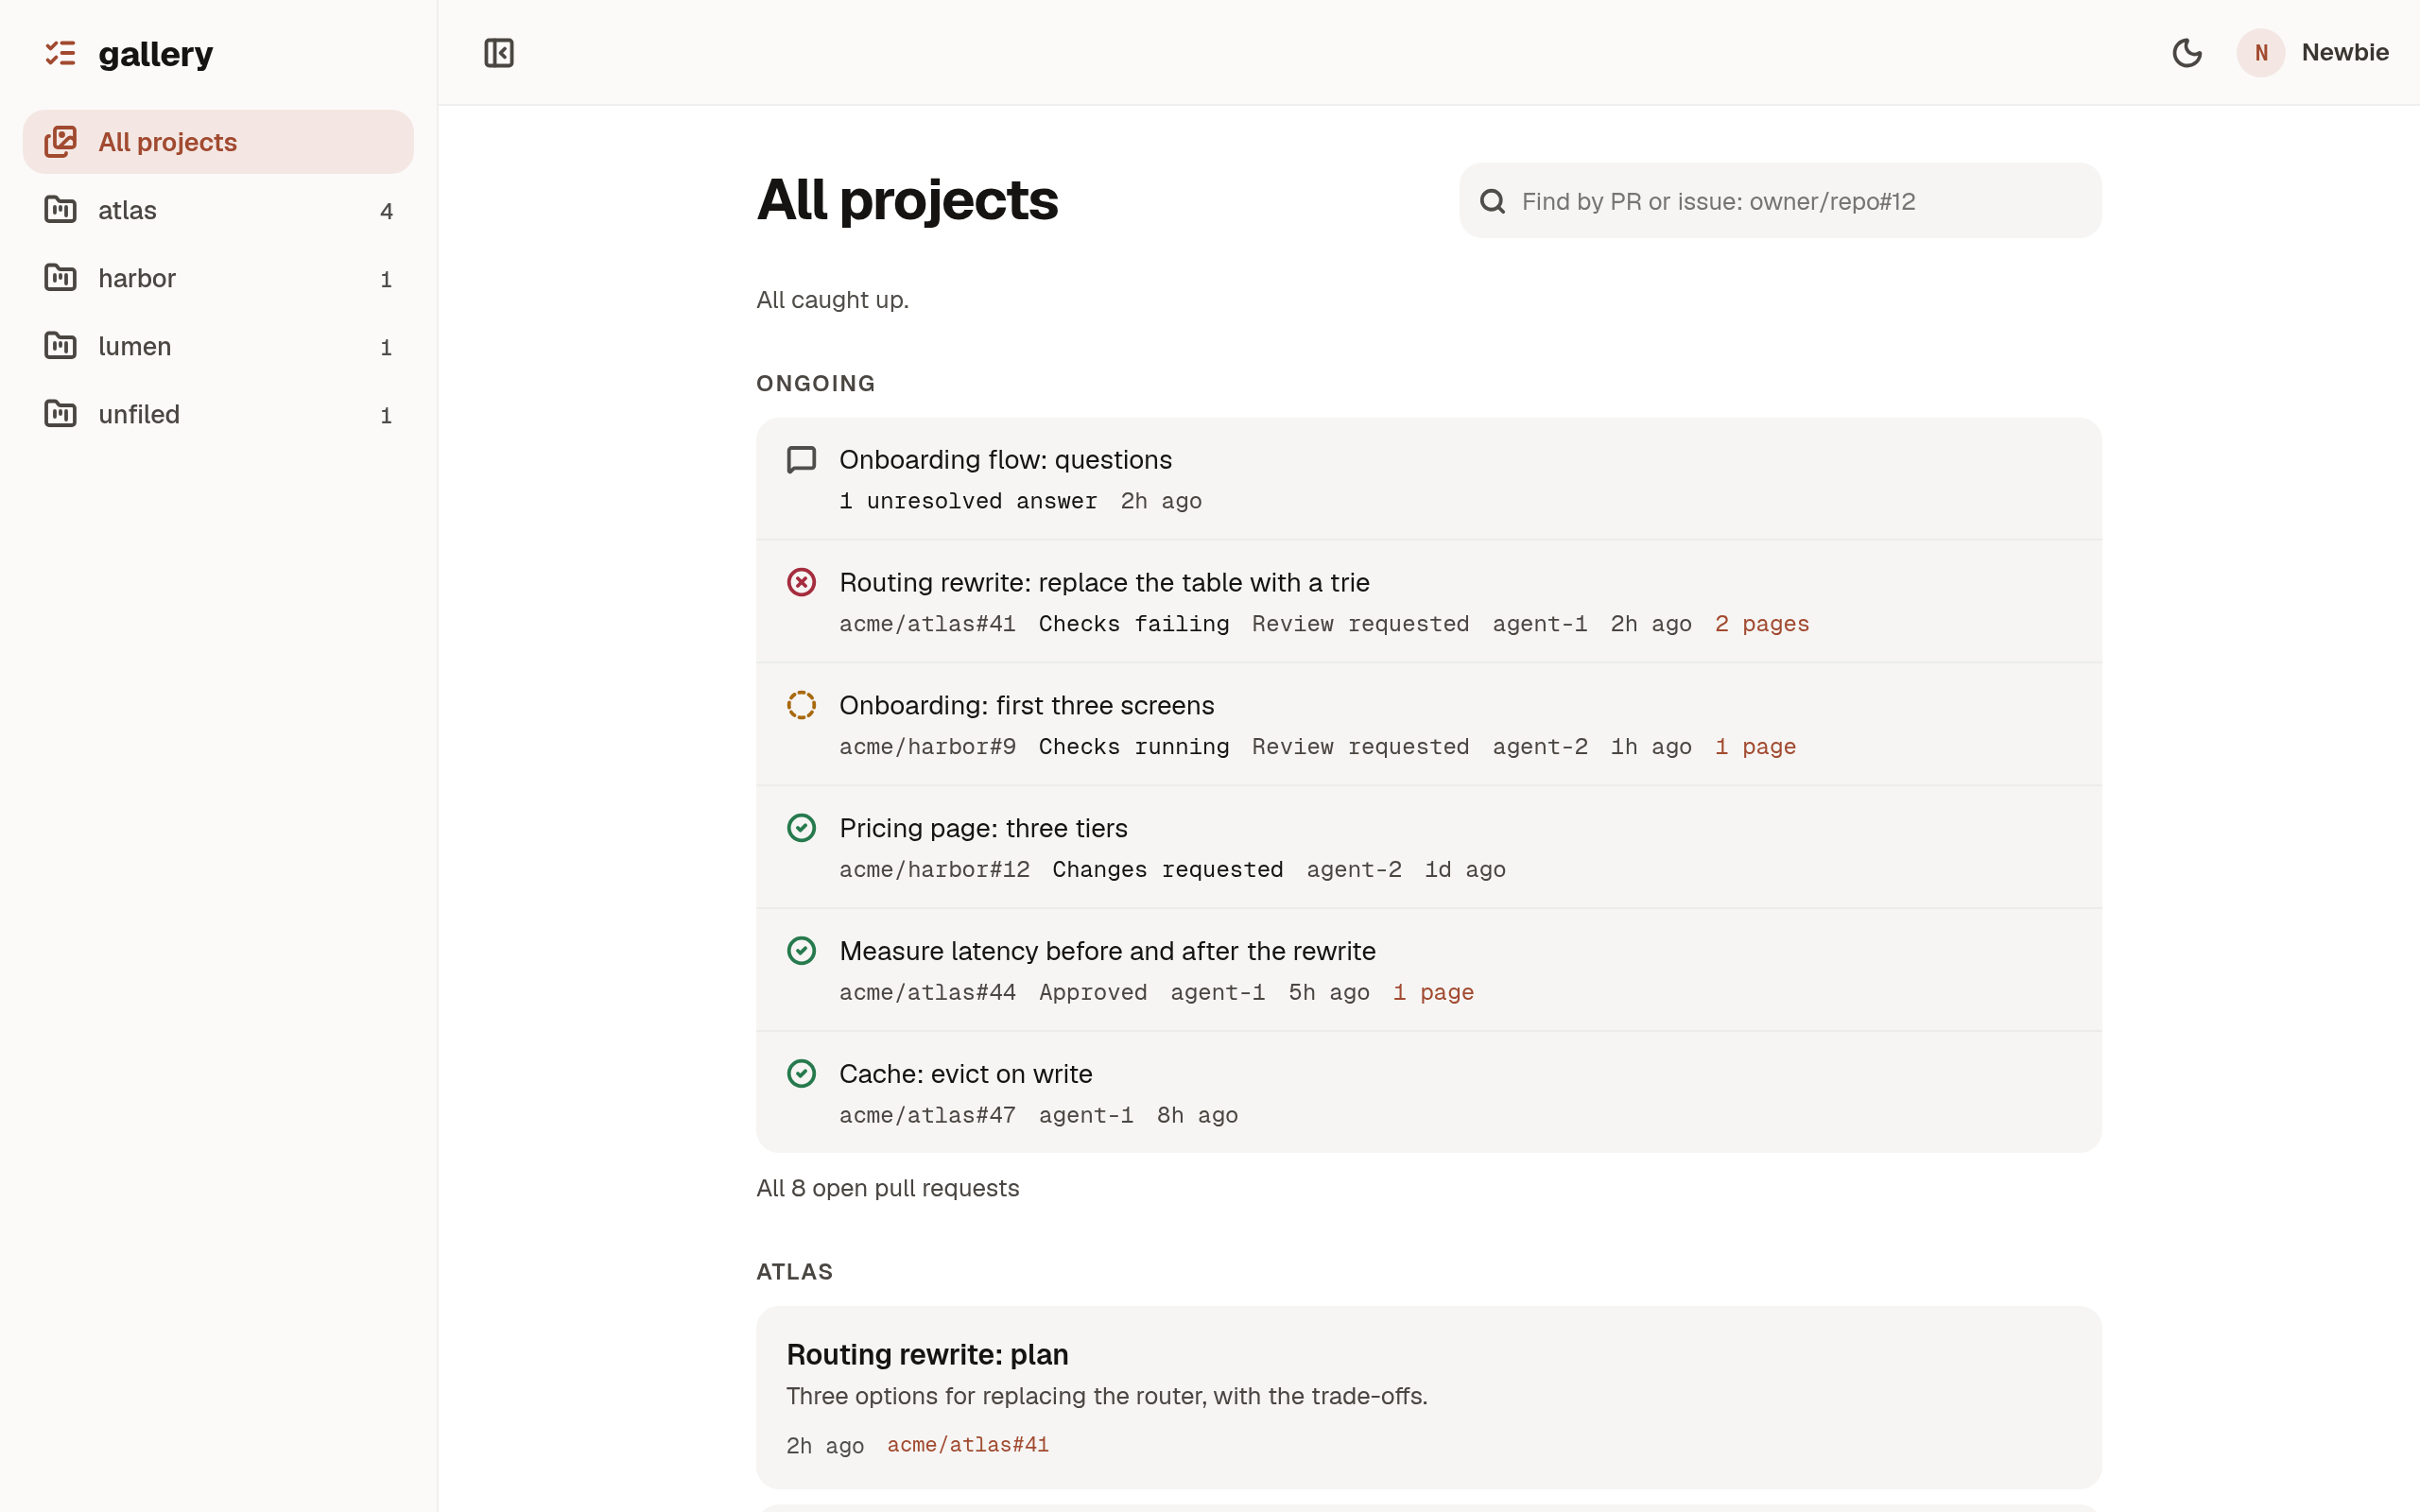 gallery
All projects
atlas 4
harbor 1
lumen 1
unfiled 1
N Newbie
All projects
Find by PR or issue: owner/repo#12
All caught up.
ONGOING
Onboarding flow: questions
1 unresolved answer 2h ago
Routing rewrite: replace the table with a trie
acme/atlas#41 Checks failing Review requested agent-1 2h ago 2 pages
Onboarding: first three screens
acme/harbor#9 Checks running Review requested agent-2 1h ago 1 page
Pricing page: three tiers
acme/harbor#12 Changes requested agent-2 1d ago
Measure latency before and after the rewrite
acme/atlas#44 Approved agent-1 5h ago 1 page
Cache: evict on write
acme/atlas#47 agent-1 8h ago
All 8 open pull requests
ATLAS
Routing rewrite: plan
Three options for replacing the router, with the trade-offs.
2h ago acme/atlas#41